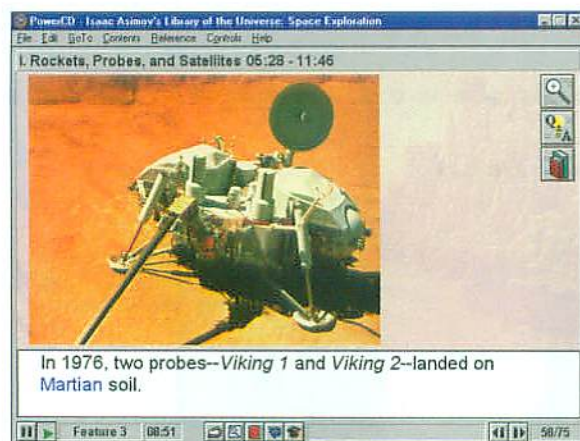 PowerCD - Isaac Asimov's Library of the Universe: Space Exploration
File Edit GoTo Contents Reference Controls Help
I. Rockets, Probes, and Satellites 05:28 - 11:46
Q
A
In 1976, two probes--Viking 1 and Viking 2--landed on
Martian soil.
Feature 3 08:51 58/75